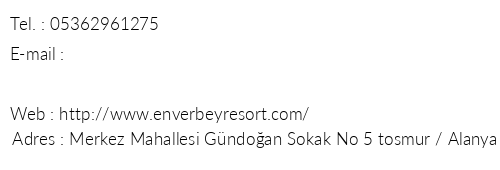 Tel. : 05362961275
E-mail :
Web : http://www.enverbeyresort.com/
Adres : Merkez Mahallesi Gündoğan Sokak No 5 tosmur / Alanya